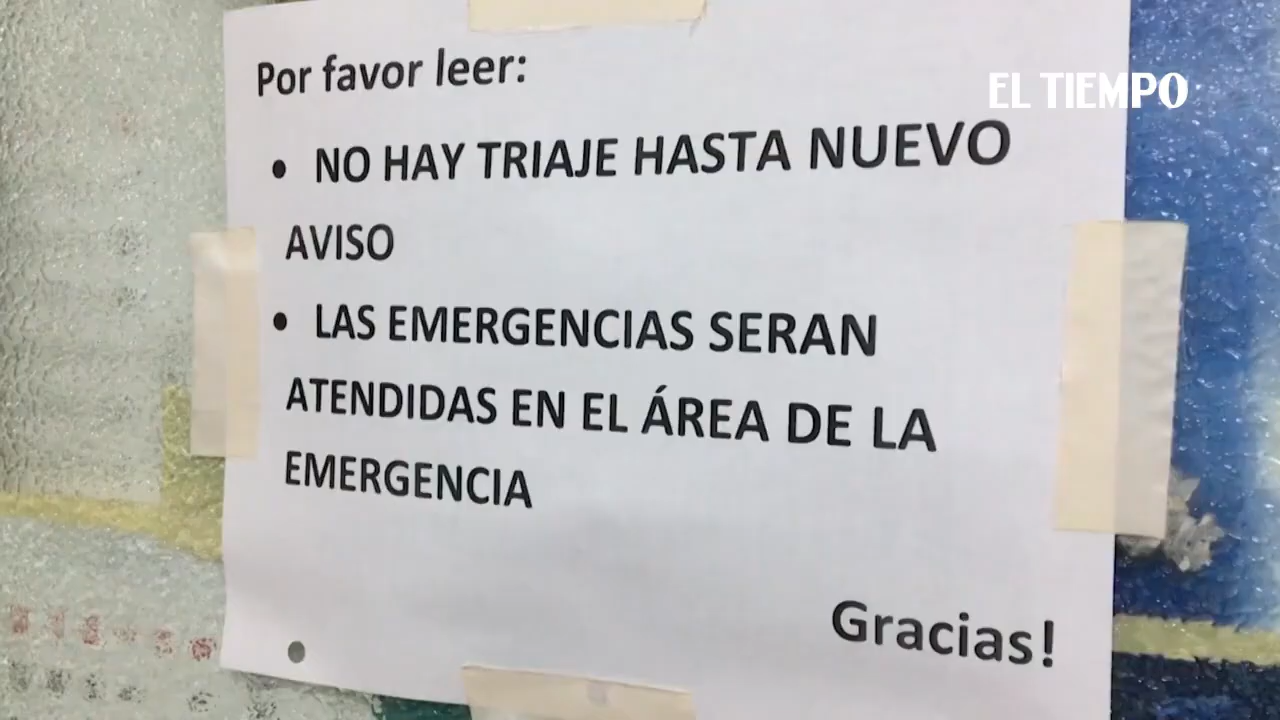 EL TIEMPO
Por favor leer:
• NO HAY TRIAJE HASTA NUEVO
AVISO
• LAS EMERGENCIAS SERAN
ATENDIDAS EN EL ÁREA DE LA
EMERGENCIA
Gracias!